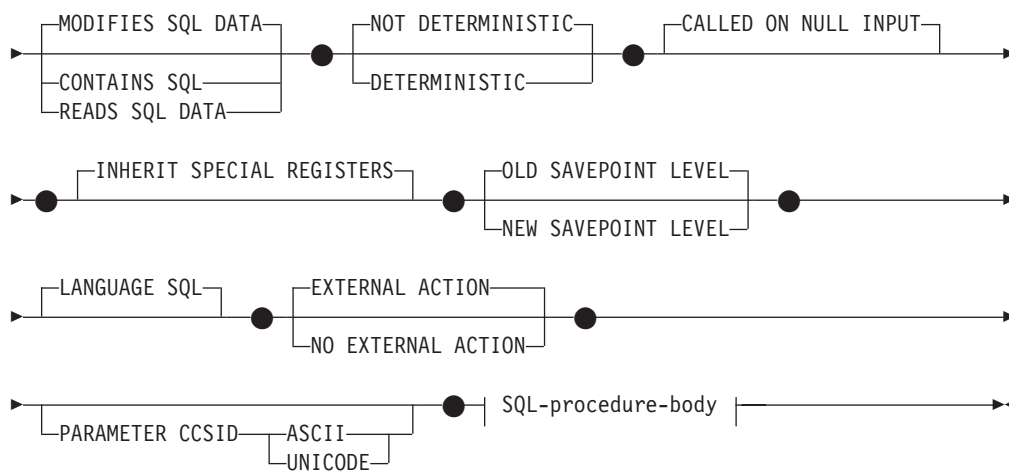 MODIFIES SQL DATA
CONTAINS SQL
READS SQL DATA
NOT DETERMINISTIC
DETERMINISTIC
CALLED ON NULL INPUT
INHERIT SPECIAL REGISTERS
OLD SAVEPOINT LEVEL
NEW SAVEPOINT LEVEL
LANGUAGE SQL
EXTERNAL ACTION
NO EXTERNAL ACTION
PARAMETER CCSID
ASCII
UNICODE
SQL-procedure-body